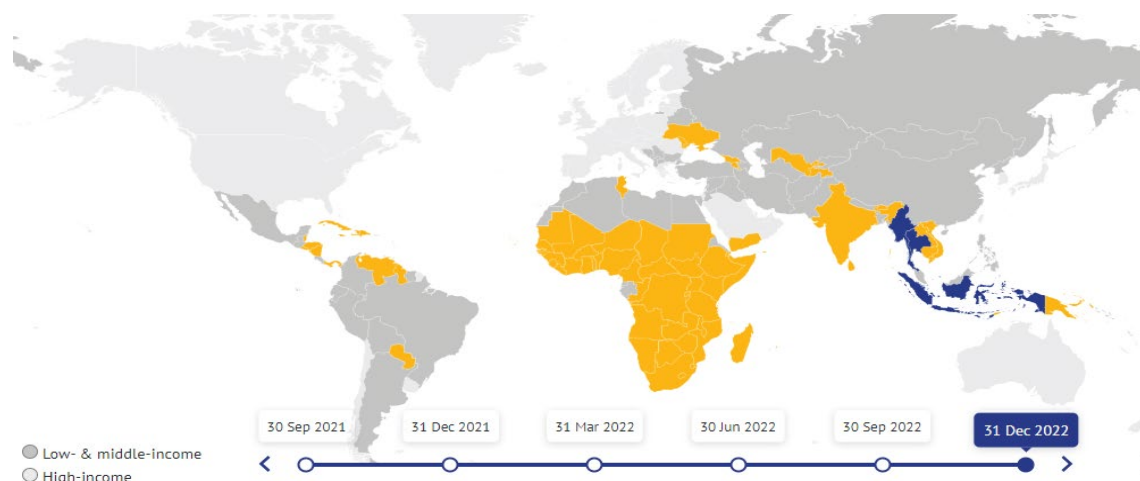 30 Sep 2021
31 Dec 2021
31 Mar 2022
30 Jun 2022
30 Sep 2022
31 Dec 2022
Low- & middle-income
High-income